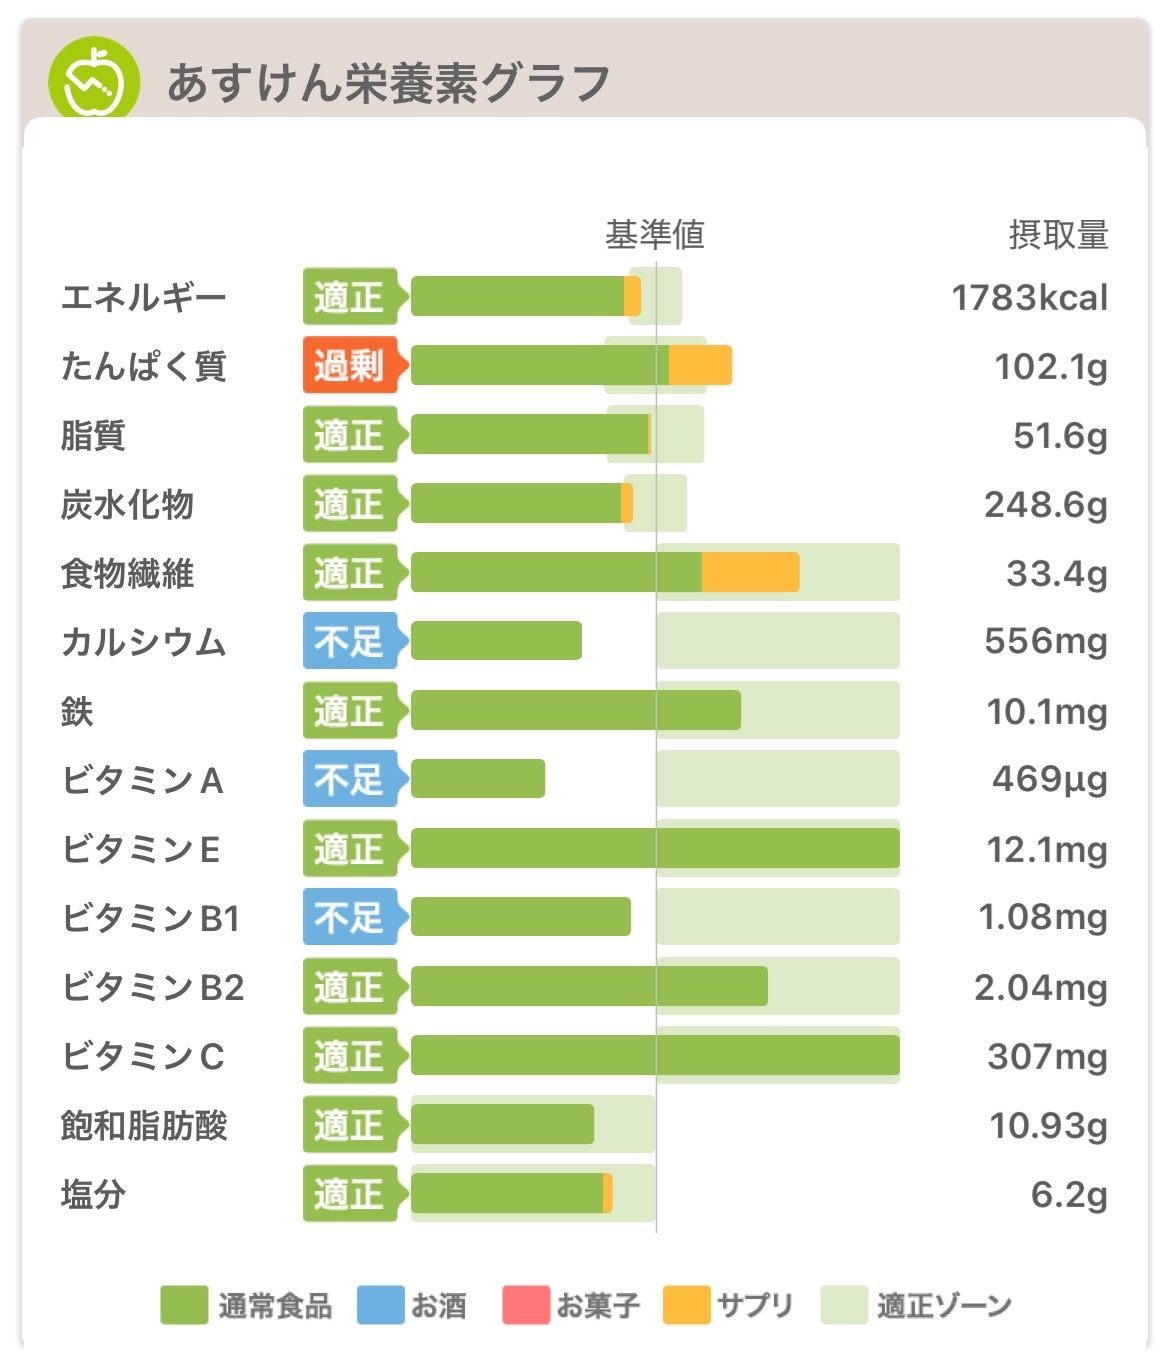 あすけん栄養素グラフ
基準値 摂取量
エネルギー 適正 1783kcal
たんぱく質 過剰 102.1g
脂質 適正 51.6g
炭水化物 適正 248.6g
食物繊維 適正 33.4g
カルシウム 不足 556mg
鉄 適正 10.1mg
ビタミンA 不足 469μg
ビタミンE 適正 12.1mg
ビタミンB1 不足 1.08mg
ビタミンB2 適正 2.04mg
ビタミンC 適正 307mg
飽和脂肪酸 適正 10.93g
塩分 適正 6.2g
通常食品 お酒 お菓子 サプリ 適正ゾーン